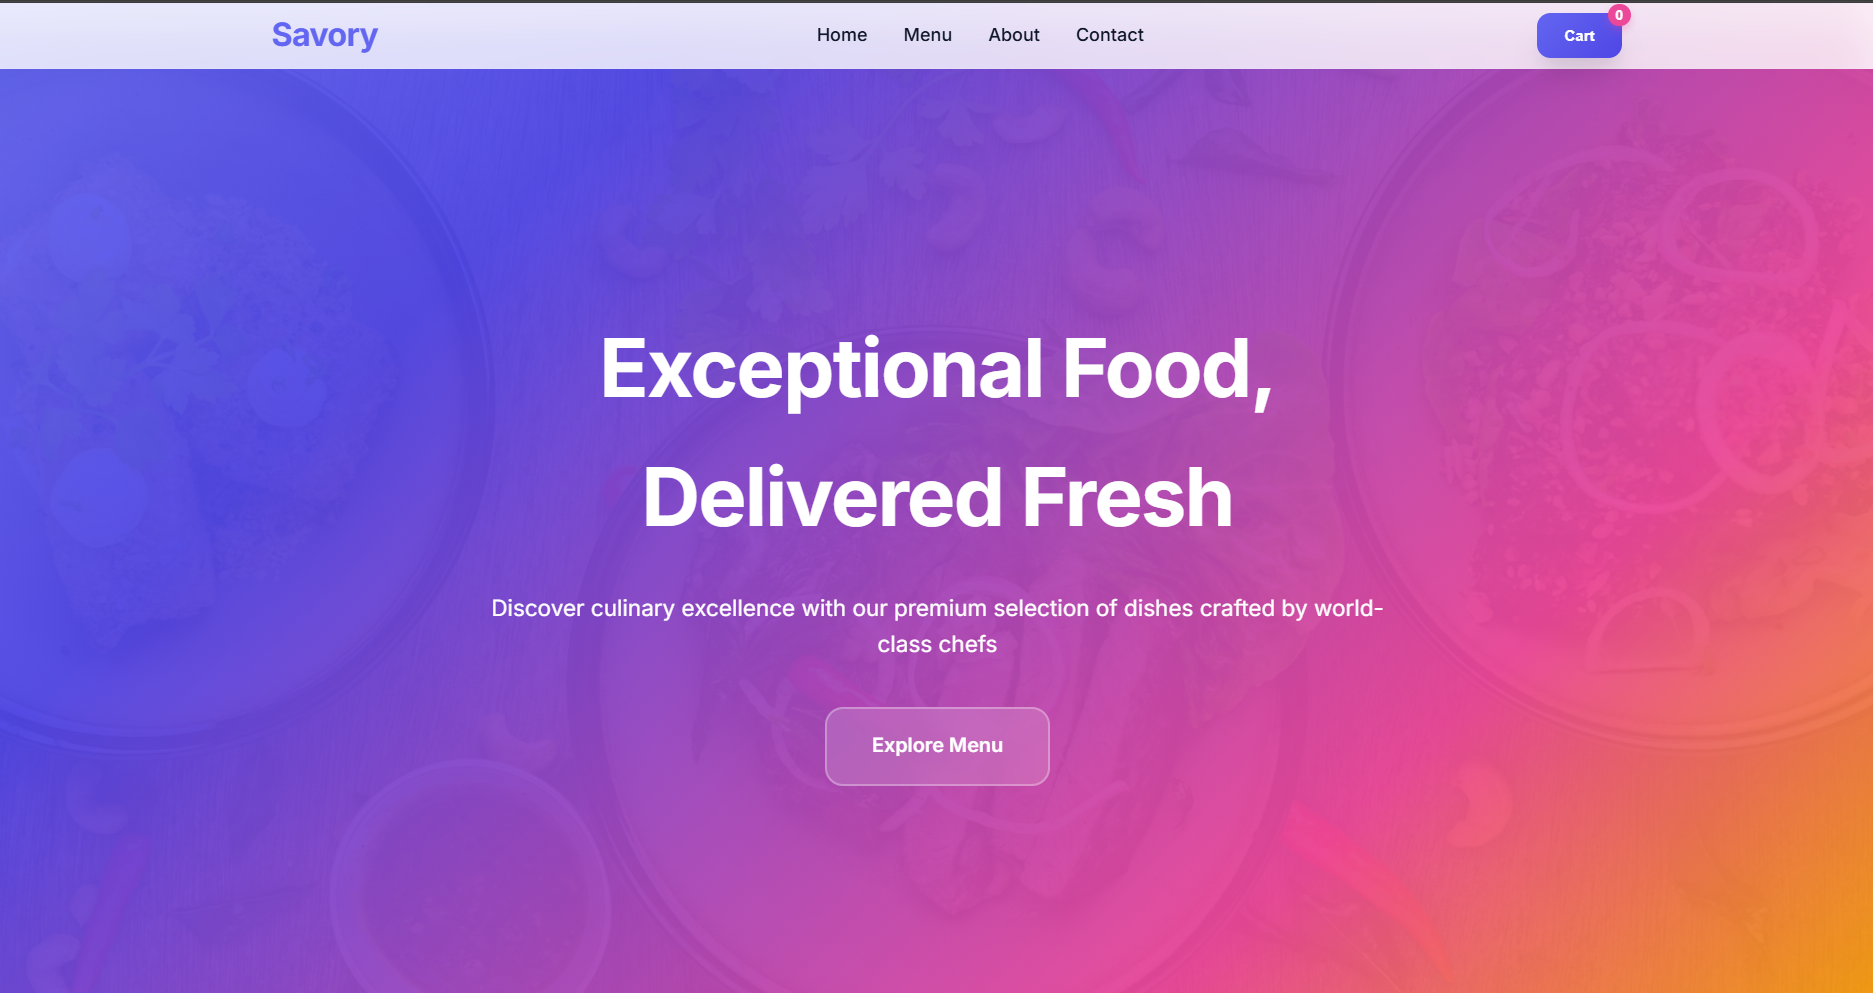 Savory
Home Menu About Contact
Cart
0
Exceptional Food,
Delivered Fresh
Discover culinary excellence with our premium selection of dishes crafted by world-
class chefs
Explore Menu